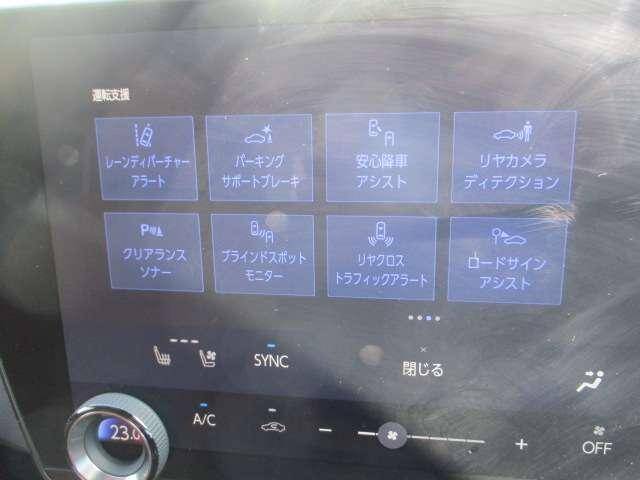 運転支援
レーンディパーチャー
アラート
パーキング
サポートブレーキ
安心降車
アシスト
リヤカメラ
ディテクション
P
クリアランス
ソナー
ブラインドスポット
モニター
リヤクロス
トラフィックアラート
ロードサイン
アシスト
SYNC
×
閉じる
23.0
A/C
−
+
OFF